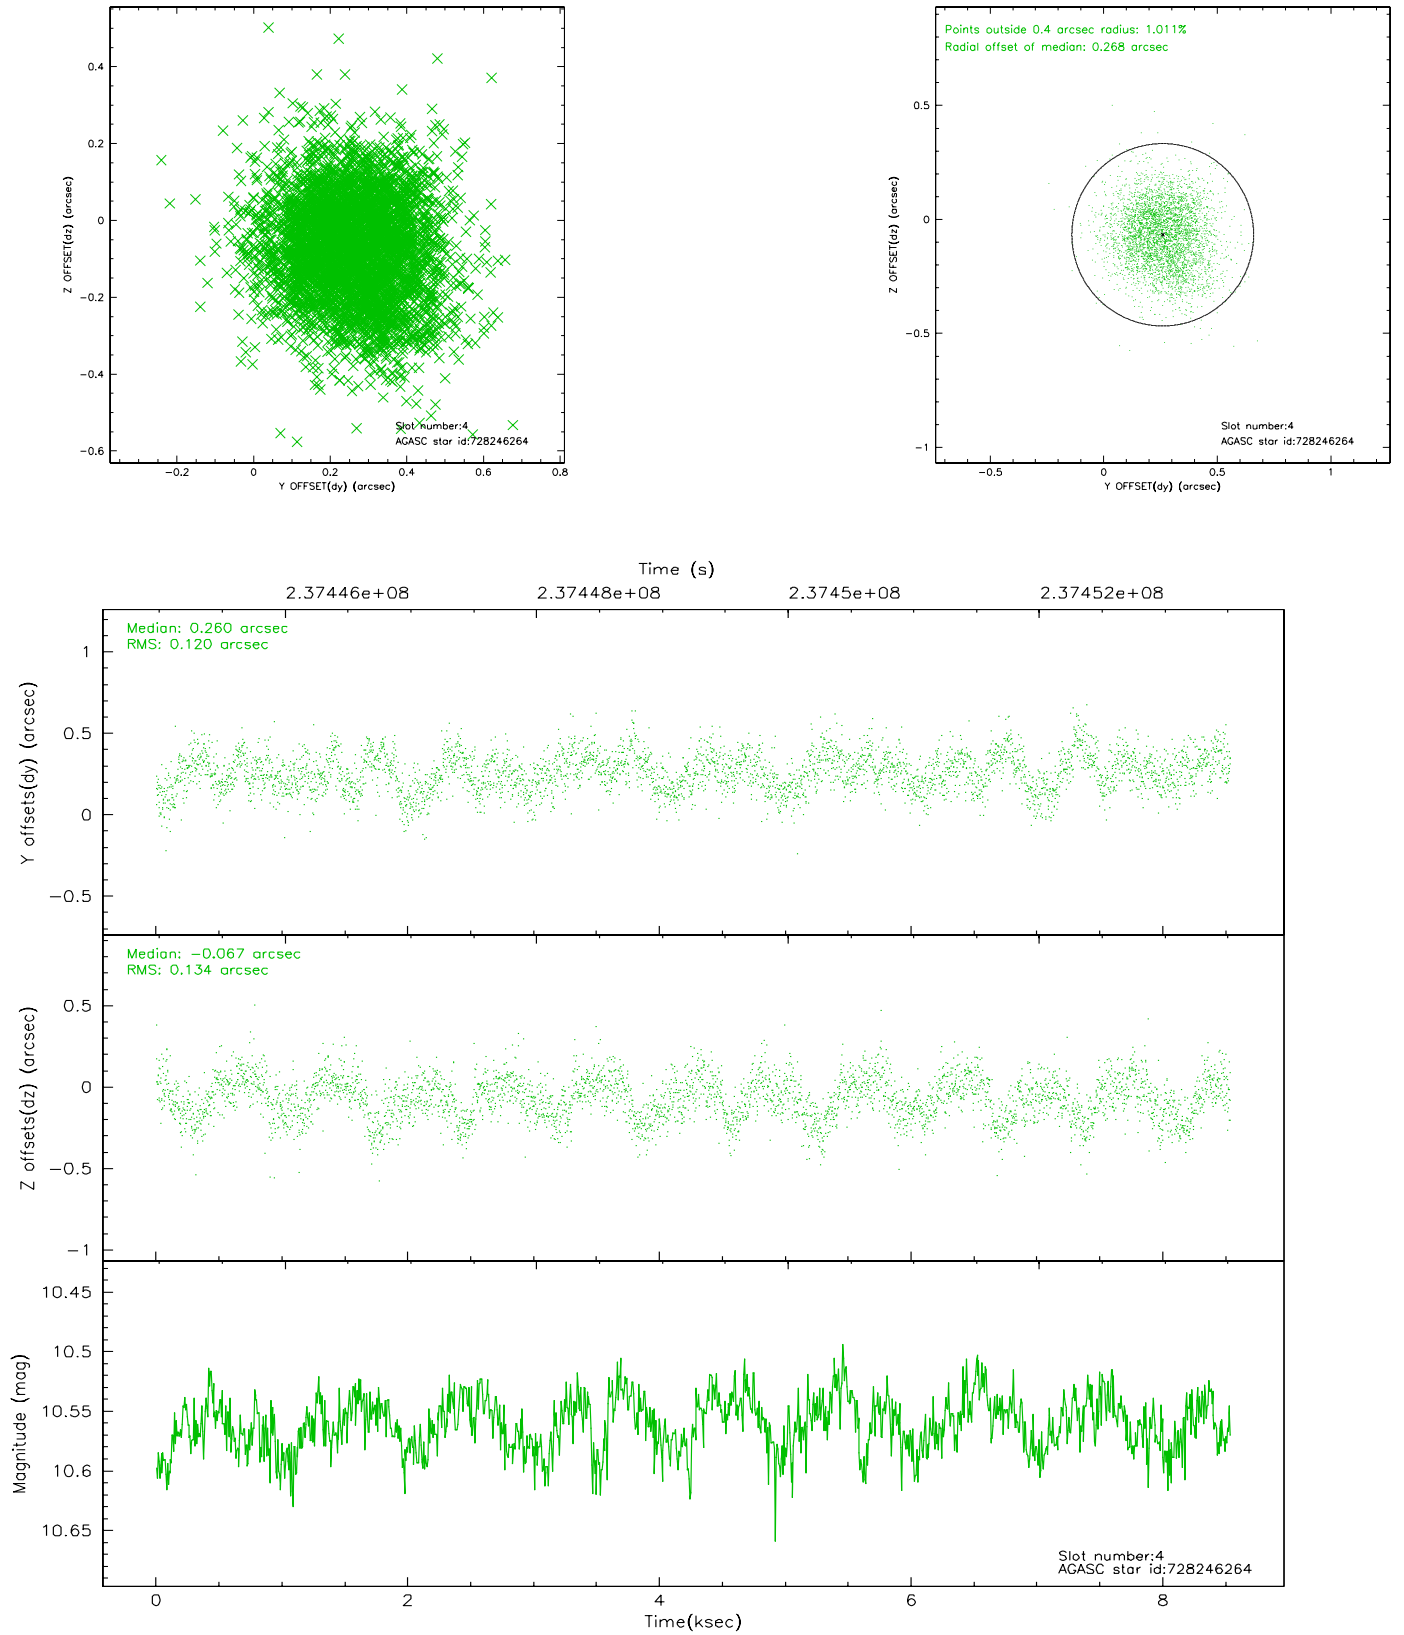 0.4
0.2
0
−0.2
−0.4
−0.6
Z OFFSET(dz) (arcsec)
−0.2
0
0.2
0.4
0.6
0.8
Y OFFSET(dy) (arcsec)
Slot number:4
AGASC star id:728246264
Points outside 0.4 arcsec radius: 1.011%
Radial offset of median: 0.268 arcsec
0.5
0
−0.5
−1
Z OFFSET(dz) (arcsec)
−0.5
0
0.5
1
Y OFFSET(dy) (arcsec)
Slot number:4
AGASC star id:728246264
Time (s)
2.37446e+08
2.37448e+08
2.3745e+08
2.37452e+08
Median: 0.260 arcsec
RMS: 0.120 arcsec
1
0.5
0
−0.5
Y offsets(dy) (arcsec)
Median: −0.067 arcsec
RMS: 0.134 arcsec
0.5
0
−0.5
−1
Z offsets(dz) (arcsec)
10.45
10.5
10.55
10.6
10.65
Magnitude (mag)
Slot number:4
AGASC star id:728246264
0
2
4
6
8
Time(ksec)